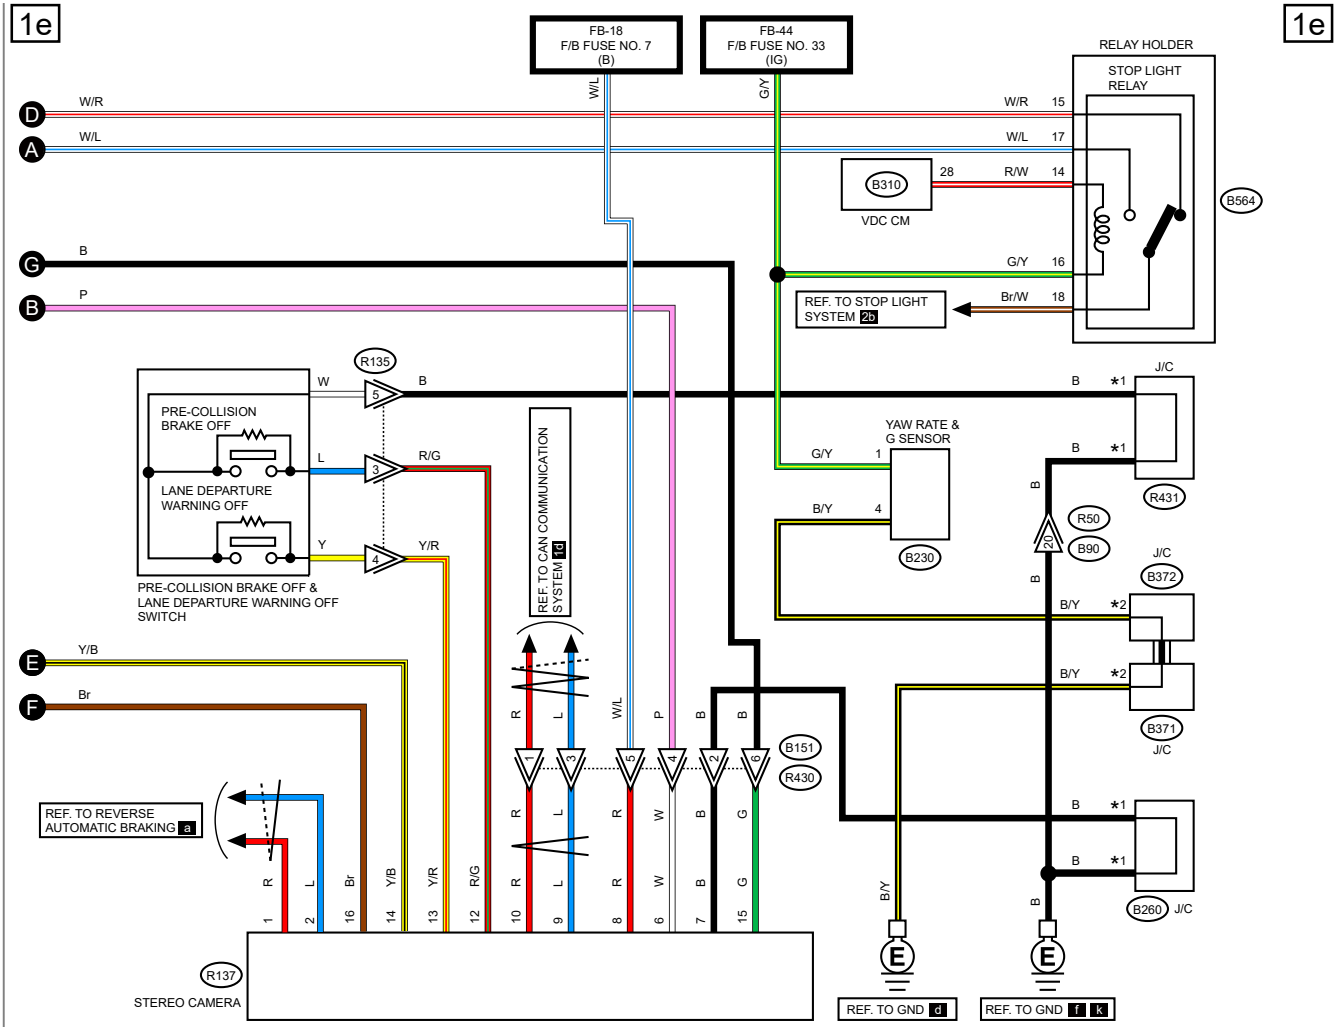 1e
1e
FB-18
F/B FUSE NO. 7
(B)
FB-44
F/B FUSE NO. 33
(IG)
RELAY HOLDER
STOP LIGHT
RELAY
W/L
G/Y
D
W/R
W/R
15
A
W/L
W/L
17
B310
28
R/W
14
VDC CM
B564
G
B
G/Y
16
B
P
REF. TO STOP LIGHT
SYSTEM 2b
Br/W
18
R135
J/C
W
5
B
B
*1
PRE-COLLISION
BRAKE OFF
L
3
R/G
LANE DEPARTURE
WARNING OFF
Y
4
Y/R
PRE-COLLISION BRAKE OFF &
LANE DEPARTURE WARNING OFF
SWITCH
REF. TO CAN COMMUNICATION
SYSTEM 1d
YAW RATE &
G SENSOR
G/Y
1
B/Y
4
B230
B
*1
R431
B
R50
20
B90
B
J/C
B372
B/Y
*2
B/Y
*2
B371
J/C
E
Y/B
F
Br
R
L
W/L
P
B
B
1
3
5
4
2
6
B151
R430
REF. TO REVERSE
AUTOMATIC BRAKING a
R
L
R
W
B
G
B
*1
B
*1
B260
J/C
R
L
Br
Y/B
Y/R
R/G
R
L
R
W
B
G
B/Y
B
1
2
16
14
13
12
10
9
8
6
7
15
R137
STEREO CAMERA
E
E
REF. TO GND d
REF. TO GND f k